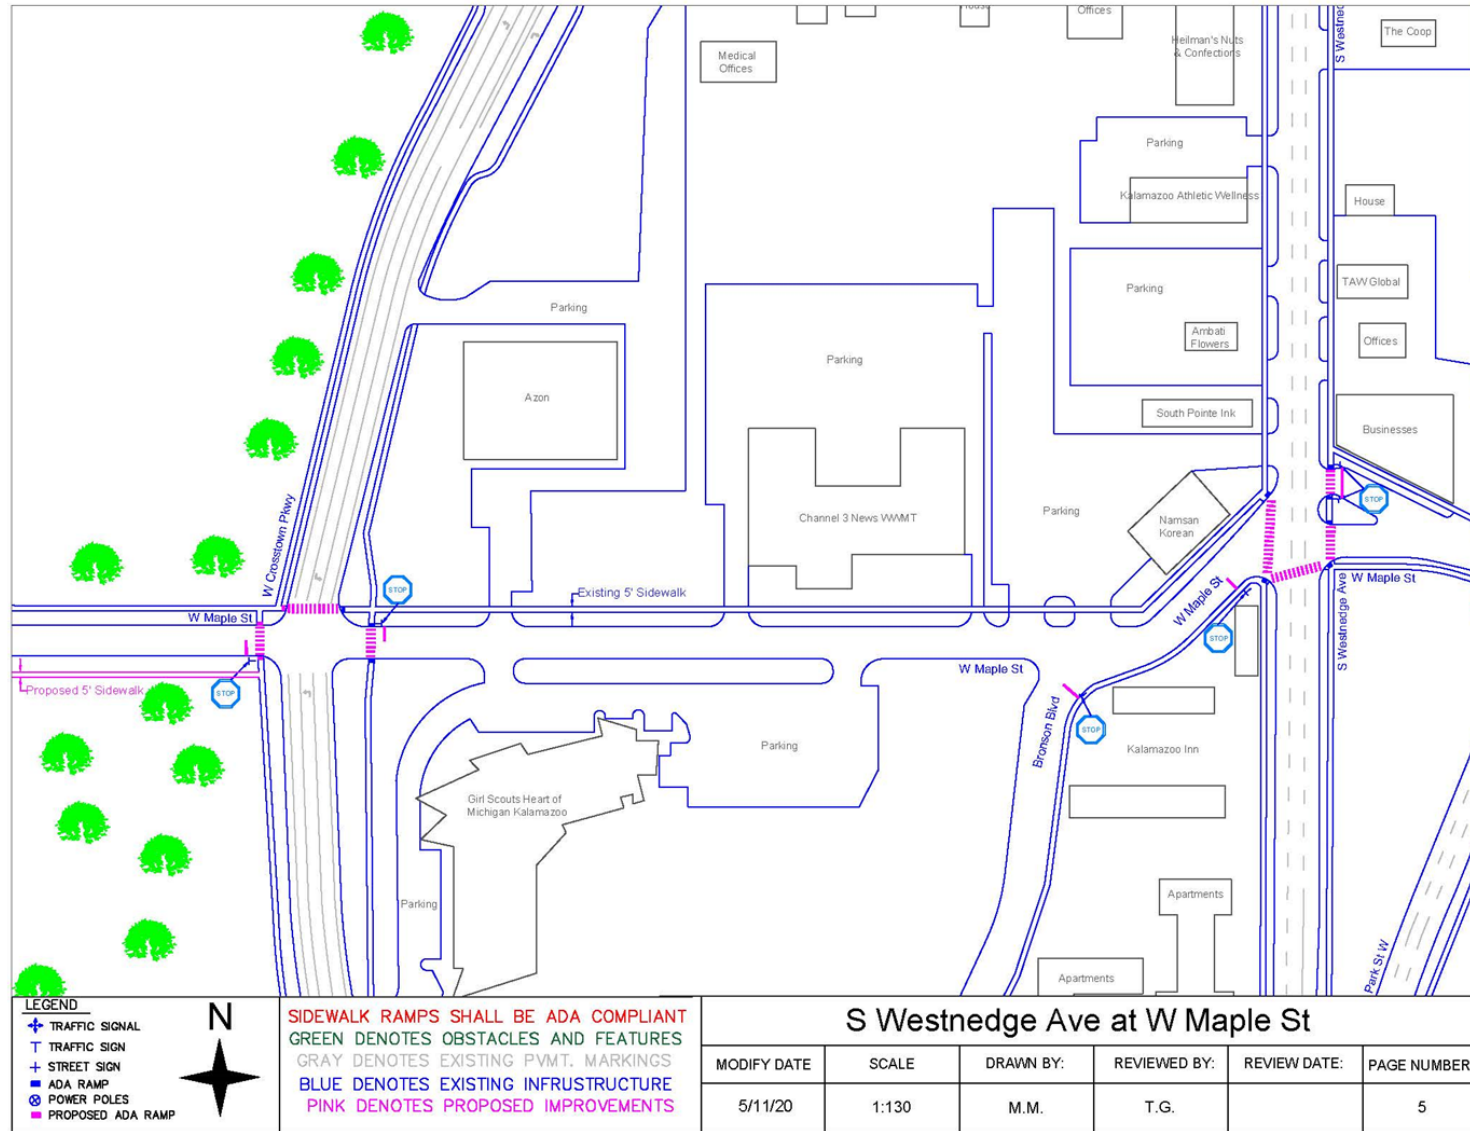 House
Offices
Heilman's Nuts
& Confections
S Westned
The Coop
Medical
Offices
Parking
Kalamazoo Athletic Wellness
House
Parking
TAW Global
Parking
Ambati
Flowers
Offices
Parking
Azon
South Pointe Ink
Businesses
W Crosstown Pkwy
Channel 3 News WWMT
Parking
Namsan
Korean
STOP
STOP
Existing 5' Sidewalk
W Maple St
W Maple St
W Maple St
S Westnedge Ave
STOP
W Maple St
Proposed 5' Sidewalk
STOP
Bronson Blvd
STOP
Parking
Kalamazoo Inn
Girl Scouts Heart of
Michigan Kalamazoo
Parking
Apartments
Park St W
Apartments
LEGEND
TRAFFIC SIGNAL
TRAFFIC SIGN
STREET SIGN
ADA RAMP
POWER POLES
PROPOSED ADA RAMP
N
SIDEWALK RAMPS SHALL BE ADA COMPLIANT
GREEN DENOTES OBSTACLES AND FEATURES
GRAY DENOTES EXISTING PVMT. MARKINGS
BLUE DENOTES EXISTING INFRUSTRUCTURE
PINK DENOTES PROPOSED IMPROVEMENTS
S Westnedge Ave at W Maple St
MODIFY DATE
SCALE
DRAWN BY:
REVIEWED BY:
REVIEW DATE:
PAGE NUMBER
5/11/20
1:130
M.M.
T.G.
5